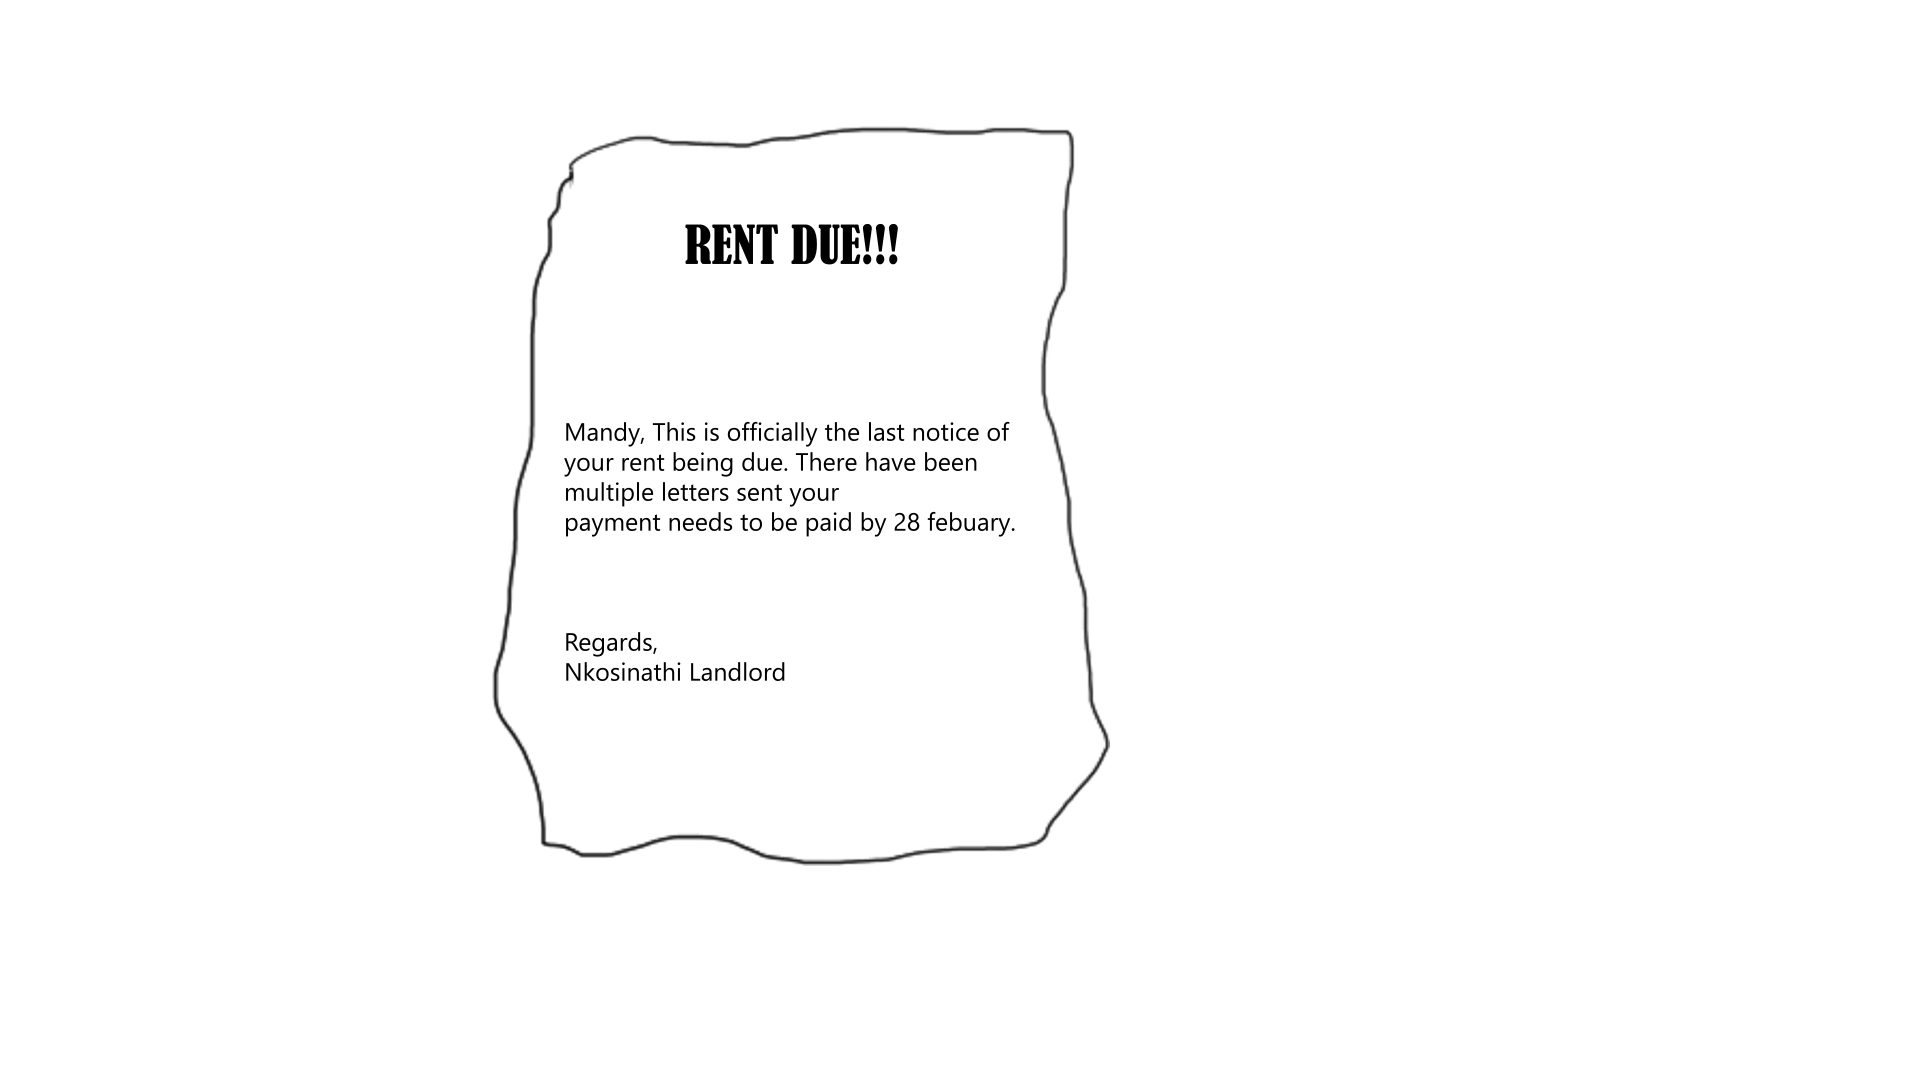 RENT DUE!!!
Mandy, This is officially the last notice of
your rent being due. There have been
multiple letters sent your
payment needs to be paid by 28 febuary.
Regards,
Nkosinathi Landlord